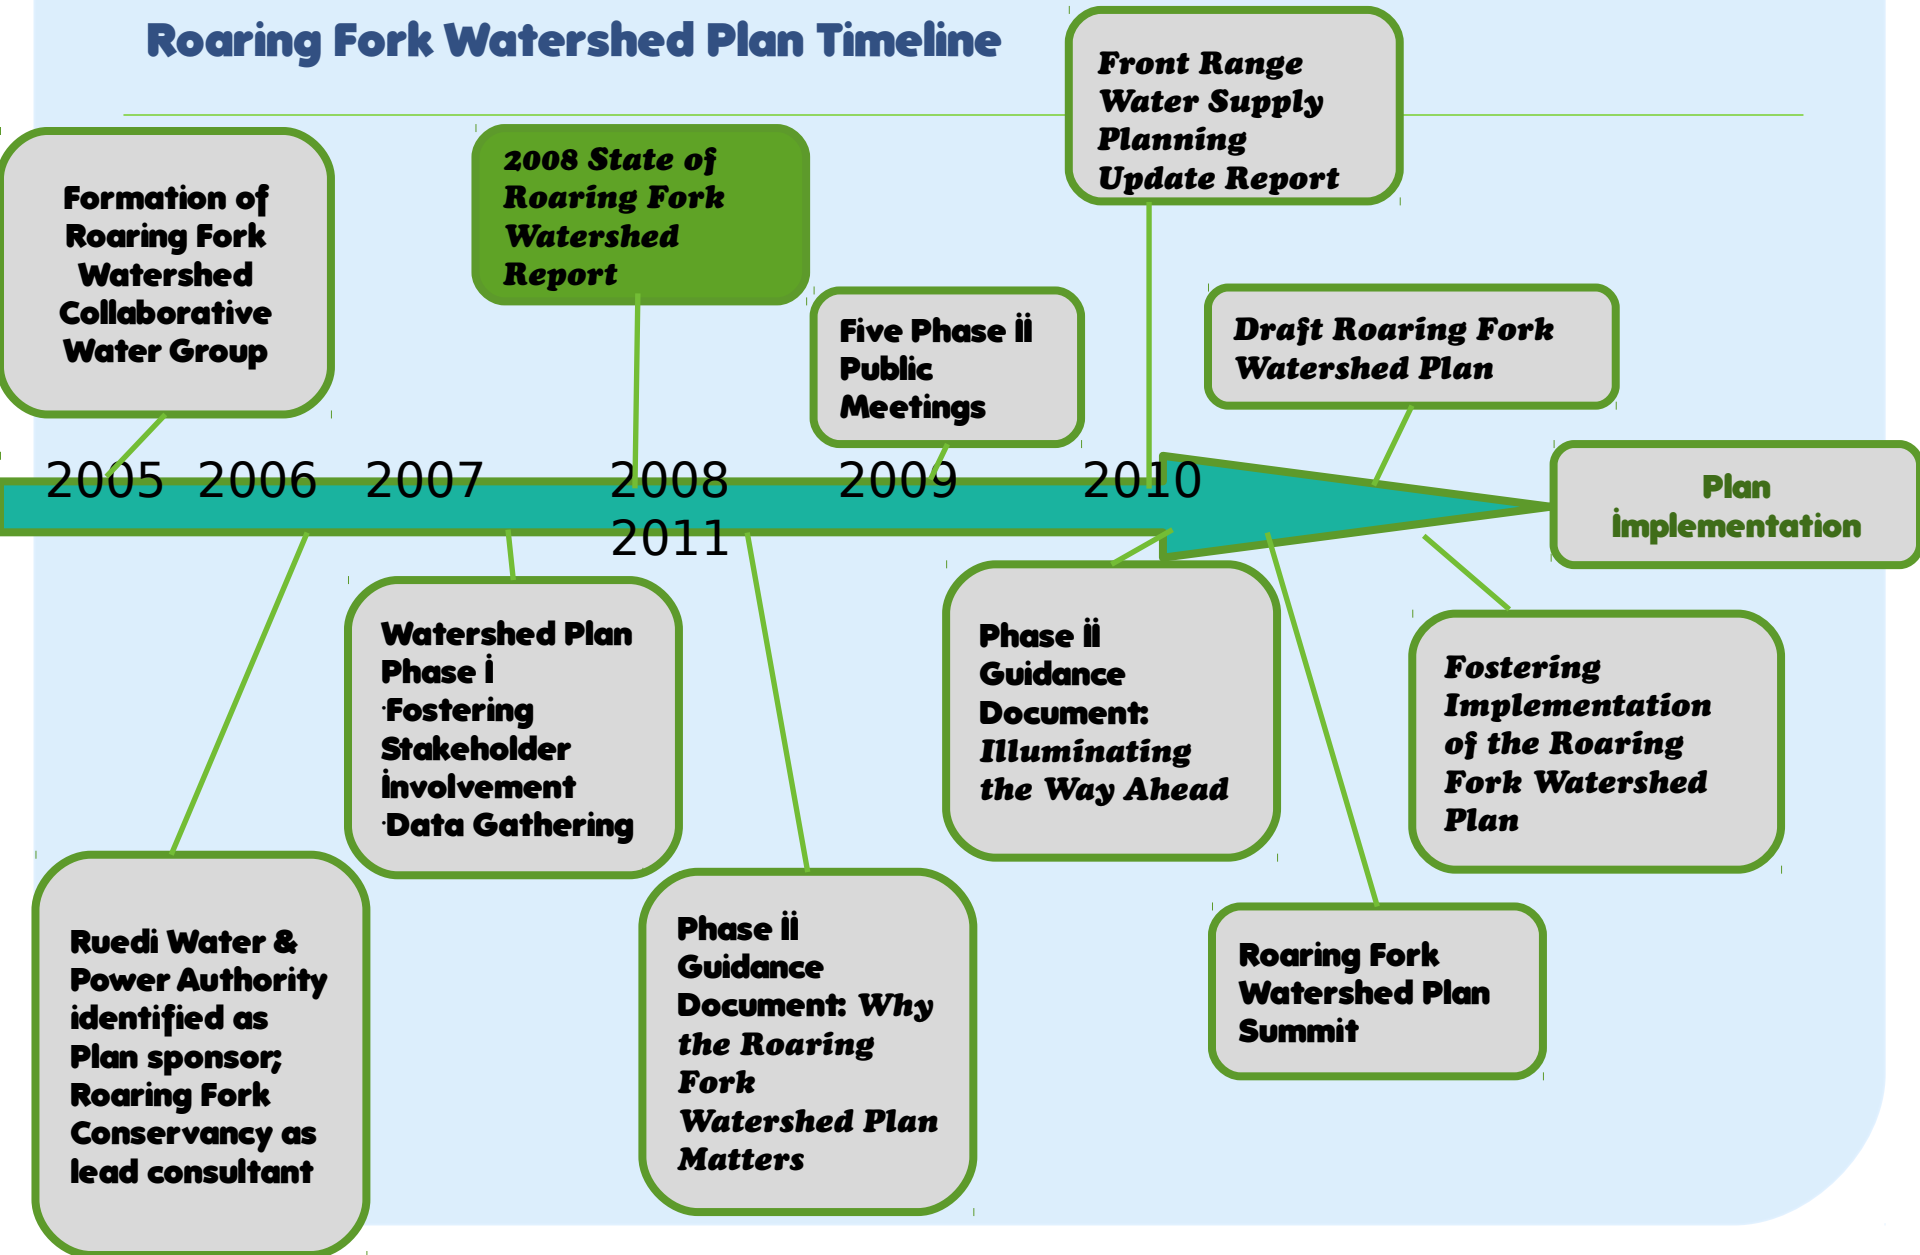 Roaring Fork Watershed Plan Timeline
Front Range
Water Supply
Planning
Update Report
Formation of
Roaring Fork
Watershed
Collaborative
Water Group
2008 State of
Roaring Fork
Watershed
Report
Five Phase II
Public
Meetings
Draft Roaring Fork
Watershed Plan
2005 2006 2007 2008 2009 2010
2011
Plan
Implementation
Watershed Plan
Phase I
·Fostering
Stakeholder
Involvement
·Data Gathering
Phase II
Guidance
Document:
Illuminating
the Way Ahead
Fostering
Implementation
of the Roaring
Fork Watershed
Plan
Ruedi Water &
Power Authority
identified as
Plan sponsor;
Roaring Fork
Conservancy as
lead consultant
Phase II
Guidance
Document: Why
the Roaring
Fork
Watershed Plan
Matters
Roaring Fork
Watershed Plan
Summit